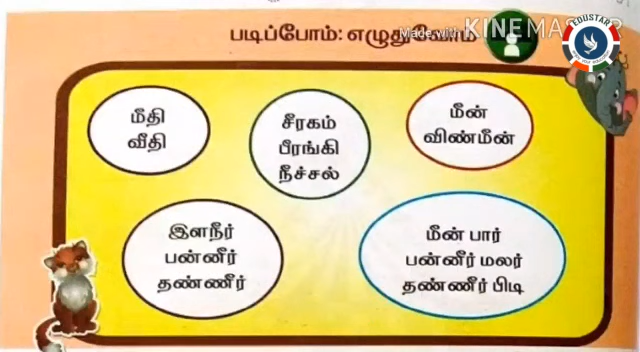 படிப்போம்: எழுதுவோம்
Made with KINEMASTER
EDUSTAR
மீதி
வீதி
சீரகம்
பீரங்கி
நீச்சல்
மீன்
விண்மீன்
இளநீர்
பன்னீர்
தண்ணீர்
மீன் பார்
பன்னீர் மலர்
தண்ணீர் பிடி